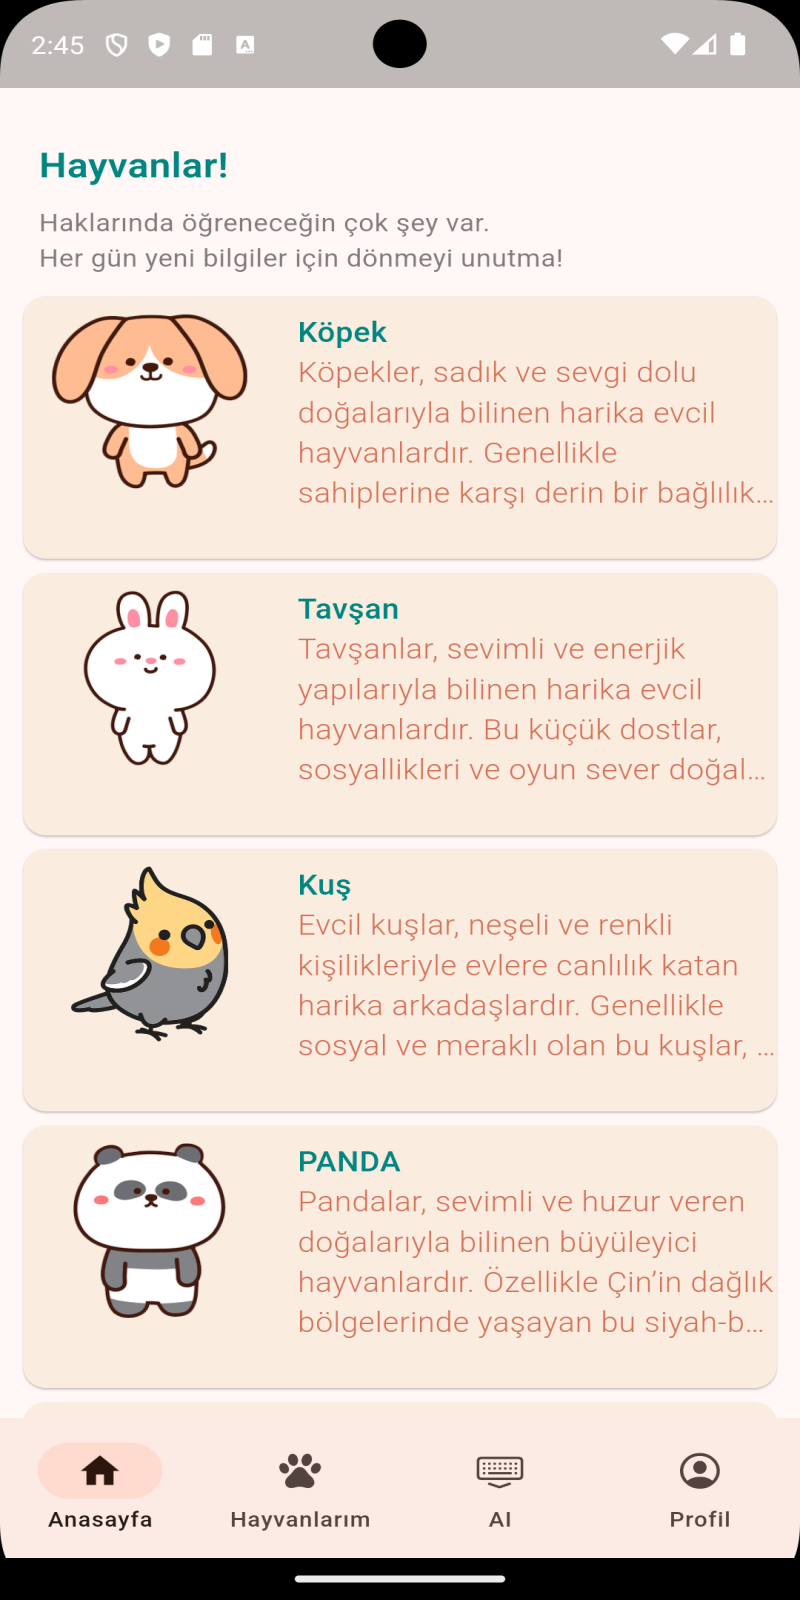 2:45
A
Hayvanlar!
Haklarında öğreneceğin çok şey var.
Her gün yeni bilgiler için dönmeyi unutma!
Köpek
Köpekler, sadık ve sevgi dolu
doğalarıyla bilinen harika evcil
hayvanlardır. Genellikle
sahiplerine karşı derin bir bağlılık...
Tavşan
Tavşanlar, sevimli ve enerjik
yapılarıyla bilinen harika evcil
hayvanlardır. Bu küçük dostlar,
sosyallikleri ve oyun sever doğal...
Kuş
Evcil kuşlar, neşeli ve renkli
kişilikleriyle evlere canlılık katan
harika arkadaşlardır. Genellikle
sosyal ve meraklı olan bu kuşlar, ...
PANDA
Pandalar, sevimli ve huzur veren
doğalarıyla bilinen büyüleyici
hayvanlardır. Özellikle Çin’in dağlık
bölgelerinde yaşayan bu siyah-b...
Anasayfa
Hayvanlarım
AI
Profil